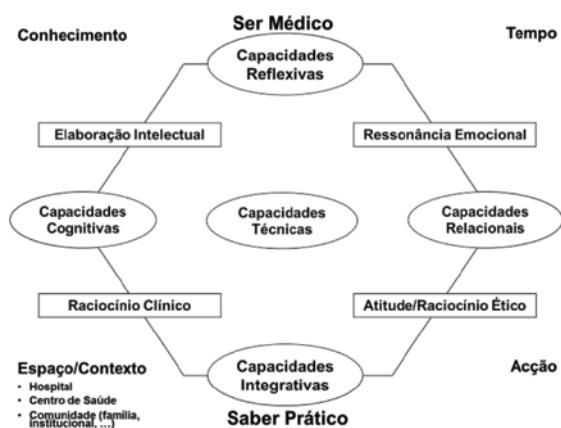 Ser Médico
Conhecimento
Tempo
Capacidades
Reflexivas
Elaboração Intelectual
Ressonância Emocional
Capacidades
Cognitivas
Capacidades
Técnicas
Capacidades
Relacionais
Raciocínio Clínico
Atitude/Raciocínio Ético
Espaço/Contexto
• Hospital
• Centro de Saúde
• Comunidade (família,
institucional, ...)
Capacidades
Integrativas
Acção
Saber Prático